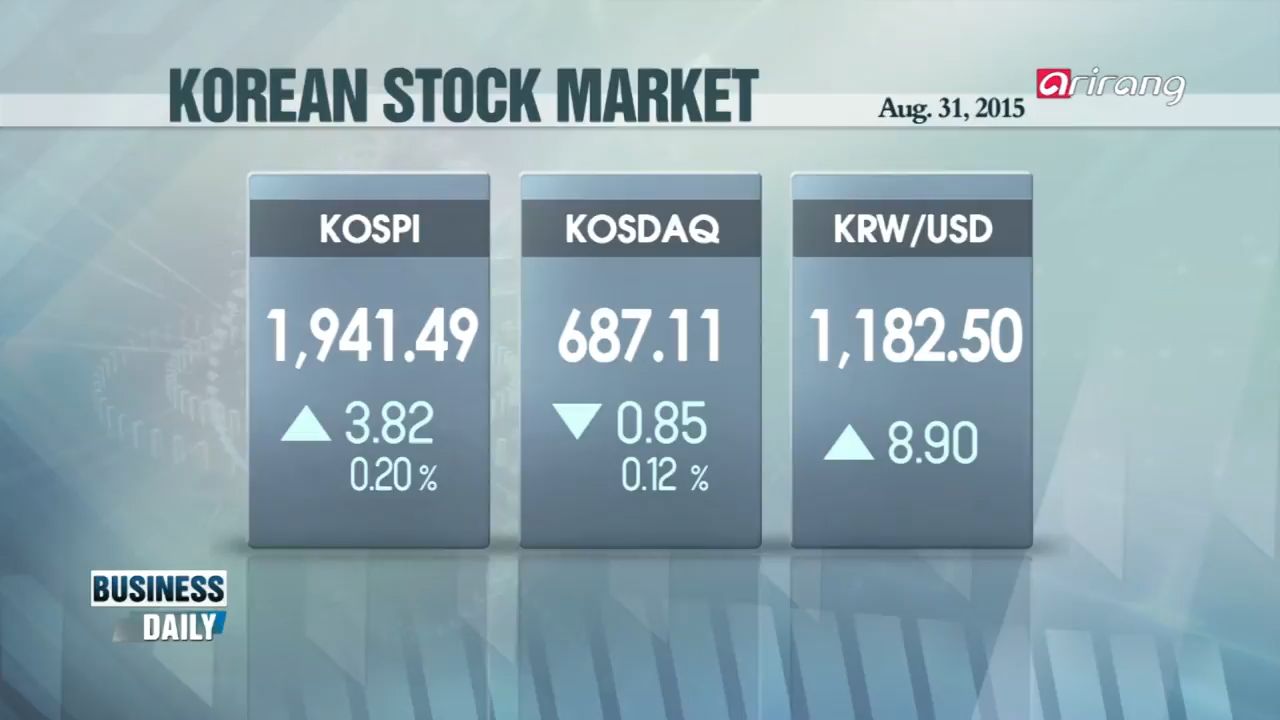 KOREAN STOCK MARKET
Aug. 31, 2015
arirang
KOSPI
1,941.49
▲ 3.82
0.20 %
KOSDAQ
687.11
▼ 0.85
0.12 %
KRW/USD
1,182.50
▲ 8.90
BUSINESS
DAILY